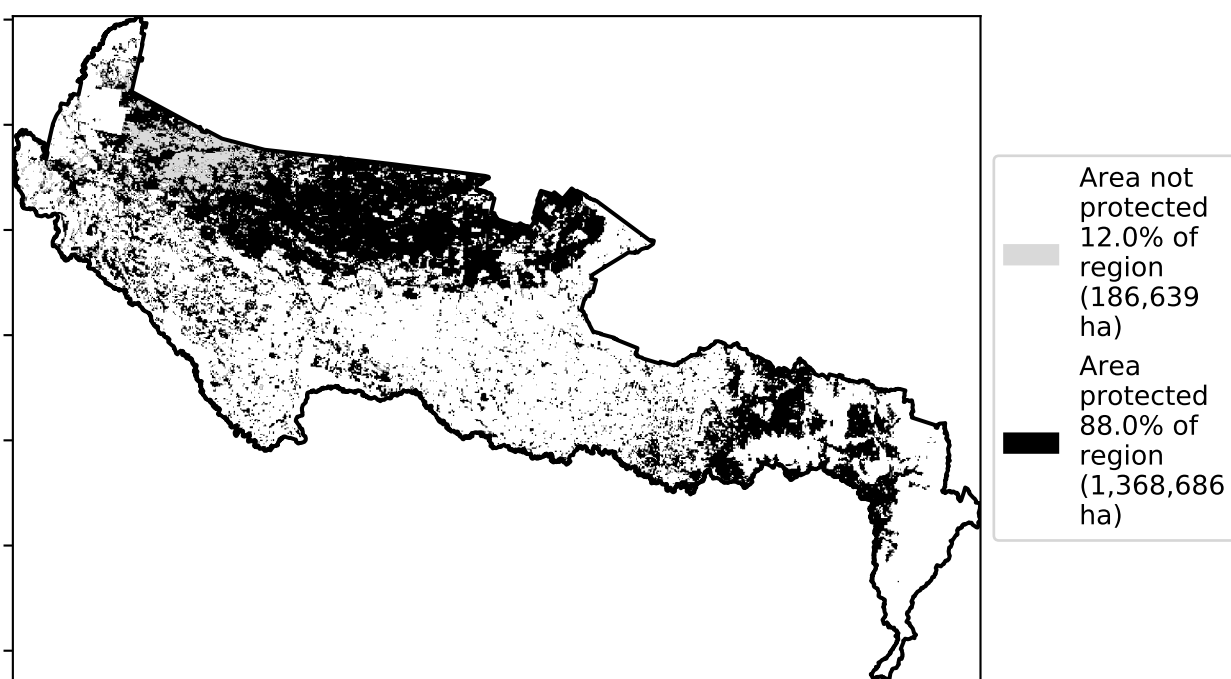 Area not
protected
12.0% of
region
(186,639
ha)
Area
protected
88.0% of
region
(1,368,686
ha)